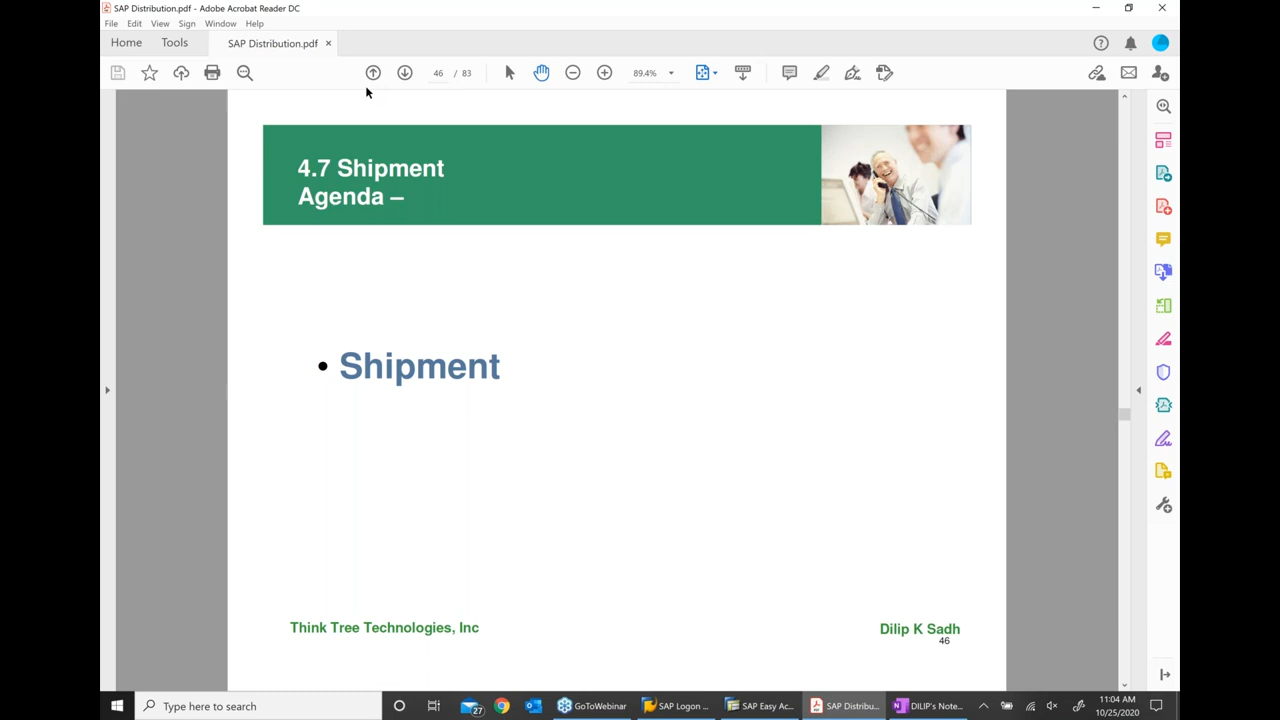 SAP Distribution.pdf - Adobe Acrobat Reader DC
File Edit View Sign Window Help
Home Tools SAP Distribution.pdf ×
46 / 83 89.4%
4.7 Shipment
Agenda –
• Shipment
Think Tree Technologies, Inc
Dilip K Sadh
46
Type here to search
27
GoToWebinar
SAP Logon ...
SAP Easy Ac...
SAP Distribu...
DILIP's Note...
11:04 AM
10/25/2020